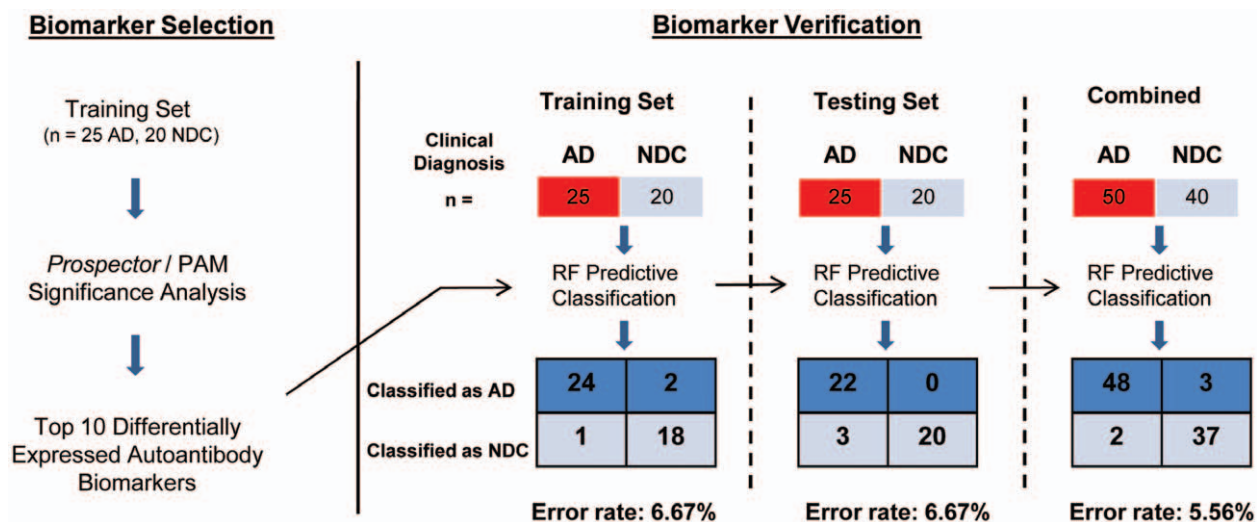 Biomarker Selection
Training Set
(n = 25 AD, 20 NDC)
Prospector / PAM
Significance Analysis
Top 10 Differentially
Expressed Autoantibody
Biomarkers
Biomarker Verification
Training Set
Testing Set
Combined
Clinical
Diagnosis
n =
AD NDC
25 20
AD NDC
25 20
AD NDC
50 40
RF Predictive
Classification
RF Predictive
Classification
RF Predictive
Classification
Classified as AD
24 2
22 0
48 3
Classified as NDC
1 18
3 20
2 37
Error rate: 6.67%
Error rate: 6.67%
Error rate: 5.56%